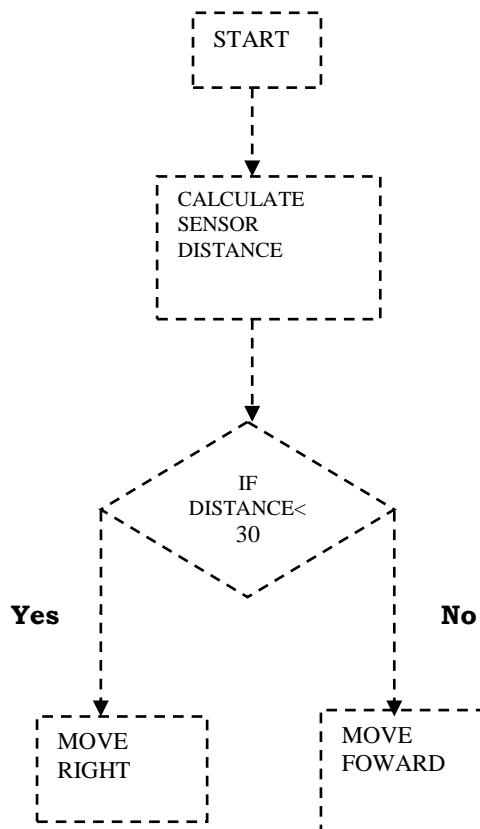 START
CALCULATE
SENSOR
DISTANCE
IF
DISTANCE<
30
Yes
No
MOVE
RIGHT
MOVE
FOWARD